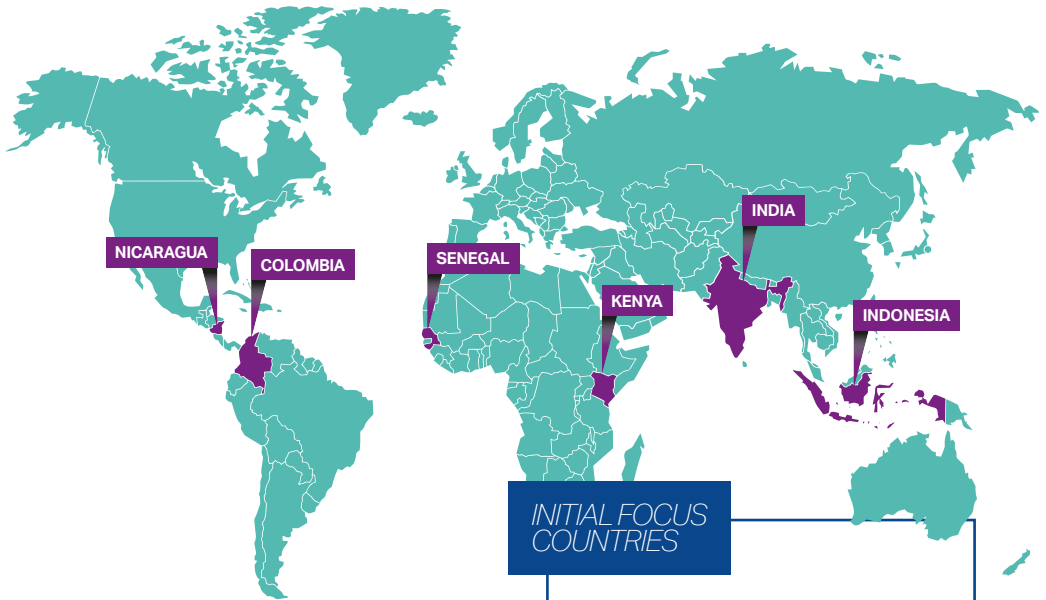 INDIA
NICARAGUA
COLOMBIA
SENEGAL
KENYA
INDONESIA
INITIAL FOCUS
COUNTRIES